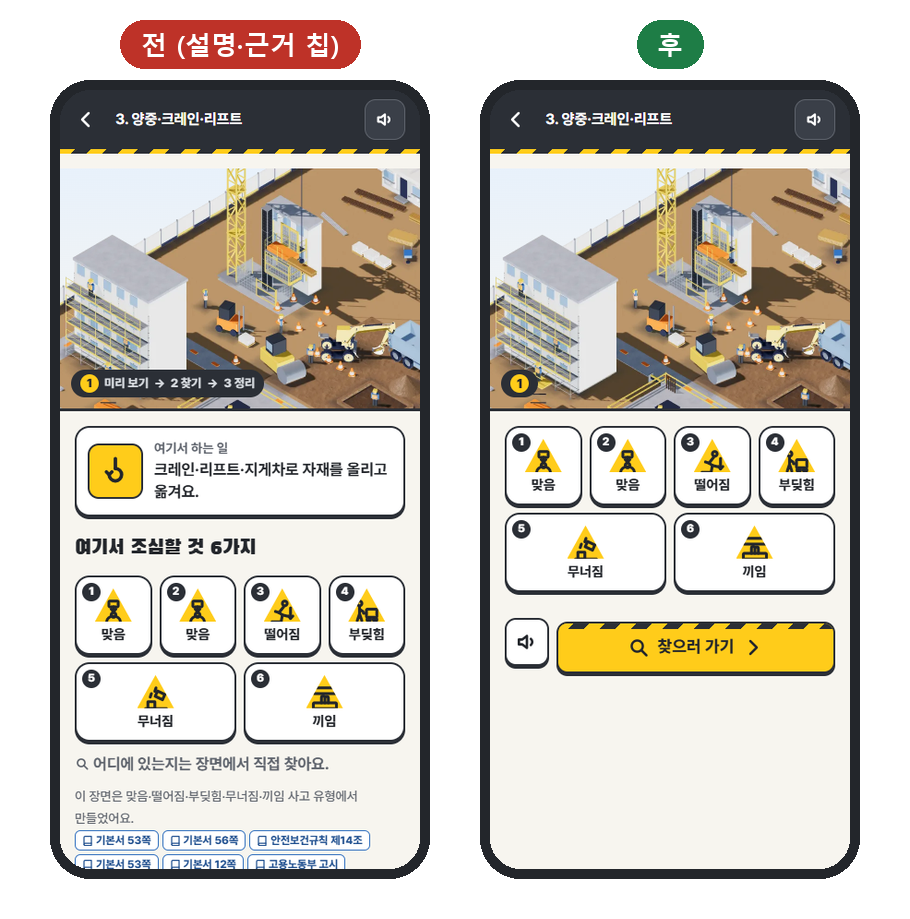 전 (설명·근거 칩)
3. 양중·크레인·리프트
1 미리 보기 → 2 찾기 → 3 정리
여기서 하는 일
크레인·리프트·지게차로 자재를 올리고
옮겨요.
여기서 조심할 것 6가지
1 맞음
2 맞음
3 떨어짐
4 부딪힘
5 무너짐
6 끼임
어디에 있는지는 장면에서 직접 찾아요.
이 장면은 맞음·떨어짐·부딪힘·무너짐·끼임 사고 유형에서
만들었어요.
기본서 53쪽 기본서 56쪽 안전보건규칙 제14조
기본서 53쪽 기본서 12쪽 고용노동부 고시
후
3. 양중·크레인·리프트
1
1 맞음
2 맞음
3 떨어짐
4 부딪힘
5 무너짐
6 끼임
찾으러 가기